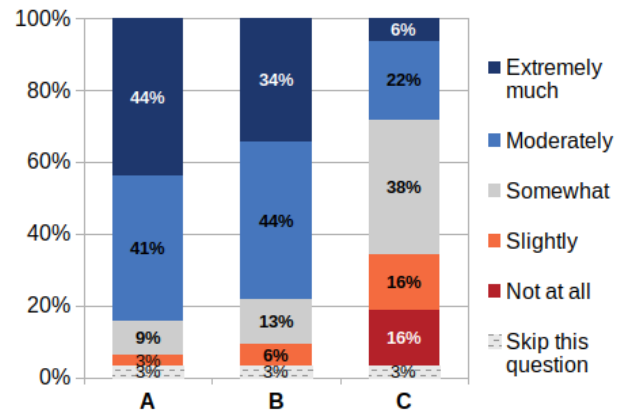 100%
80%
60%
40%
20%
0%
44%
41%
9%
3%
3%
34%
44%
13%
6%
3%
6%
22%
38%
16%
16%
3%
A
B
C
Extremely
much
Moderately
Somewhat
Slightly
Not at all
Skip this
question